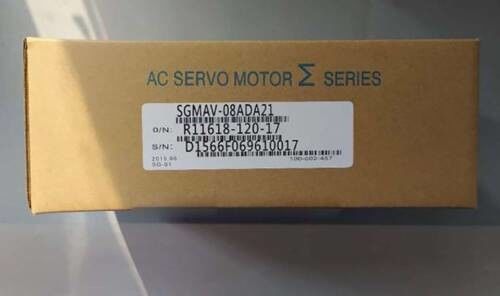 AC SERVO MOTOR Σ SERIES
SGMAV-08ADA21
O/N: R11618-120-17
S/N: D1566F069610017